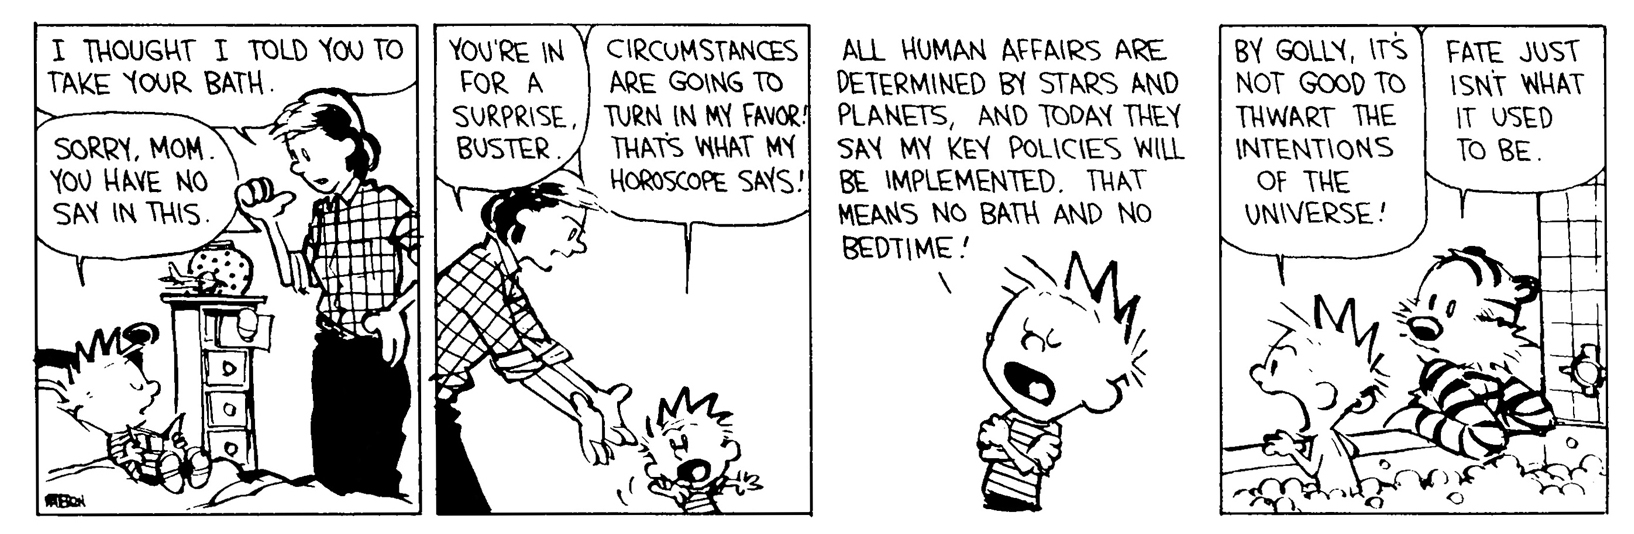 I THOUGHT I TOLD YOU TO
TAKE YOUR BATH.
SORRY, MOM.
YOU HAVE NO
SAY IN THIS.
YOU'RE IN
FOR A
SURPRISE,
BUSTER.
CIRCUMSTANCES
ARE GOING TO
TURN IN MY FAVOR!
THAT'S WHAT MY
HOROSCOPE SAYS!
ALL HUMAN AFFAIRS ARE
DETERMINED BY STARS AND
PLANETS, AND TODAY THEY
SAY MY KEY POLICIES WILL
BE IMPLEMENTED. THAT
MEANS NO BATH AND NO
BEDTIME!
BY GOLLY, IT'S
NOT GOOD TO
THWART THE
INTENTIONS
OF THE
UNIVERSE!
FATE JUST
ISN'T WHAT
IT USED
TO BE.